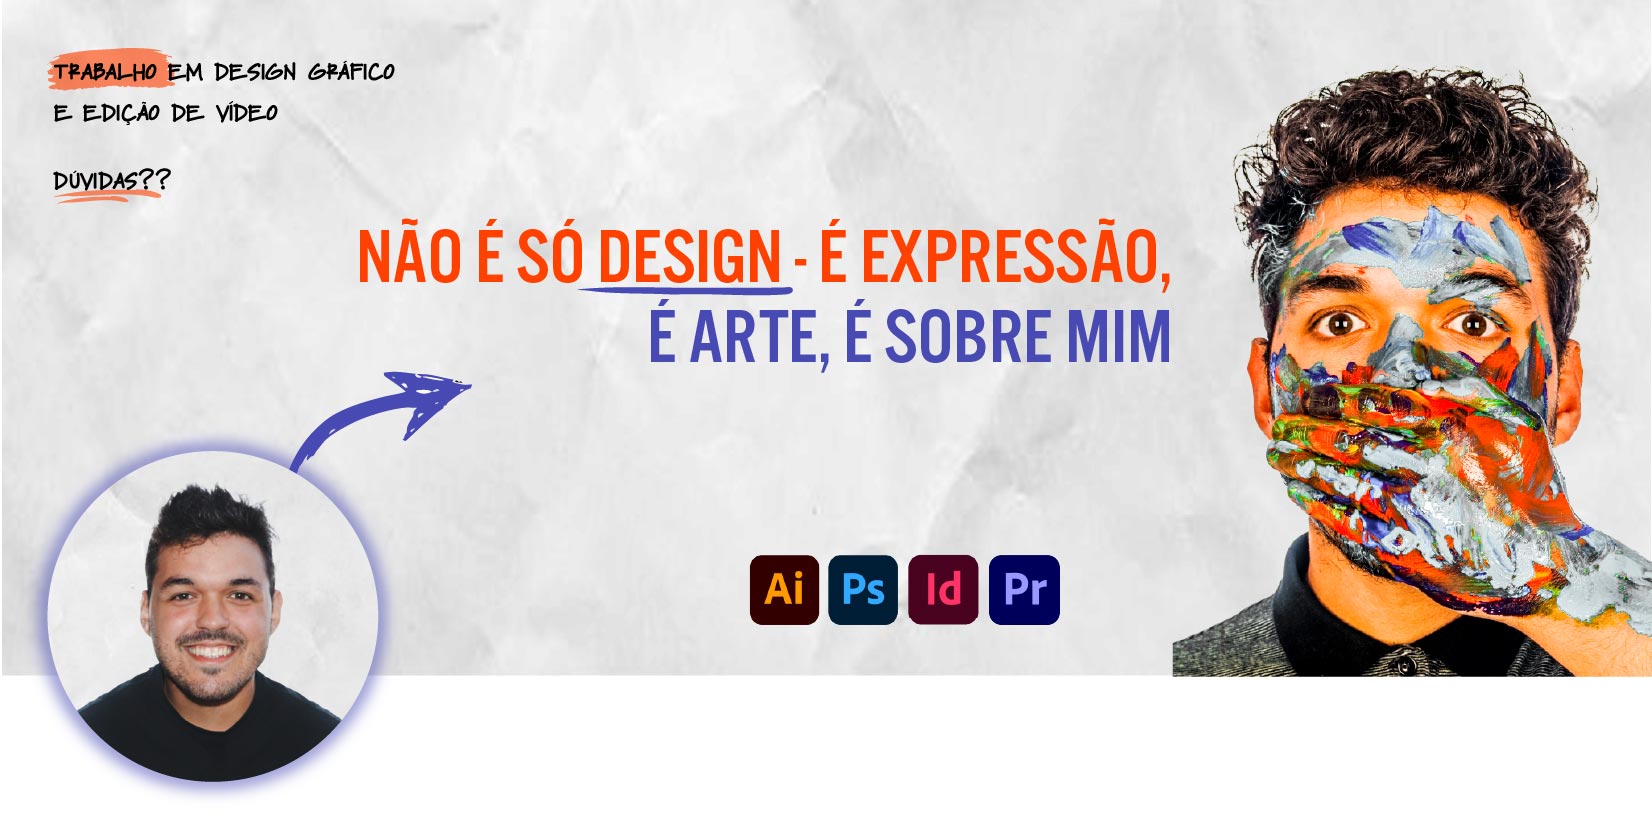 TRABALHO EM DESIGN GRÁFICO
E EDIÇÃO DE VÍDEO
DÚVIDAS??
NÃO É SÓ DESIGN - É EXPRESSÃO,
É ARTE, É SOBRE MIM
Ai Ps Id Pr